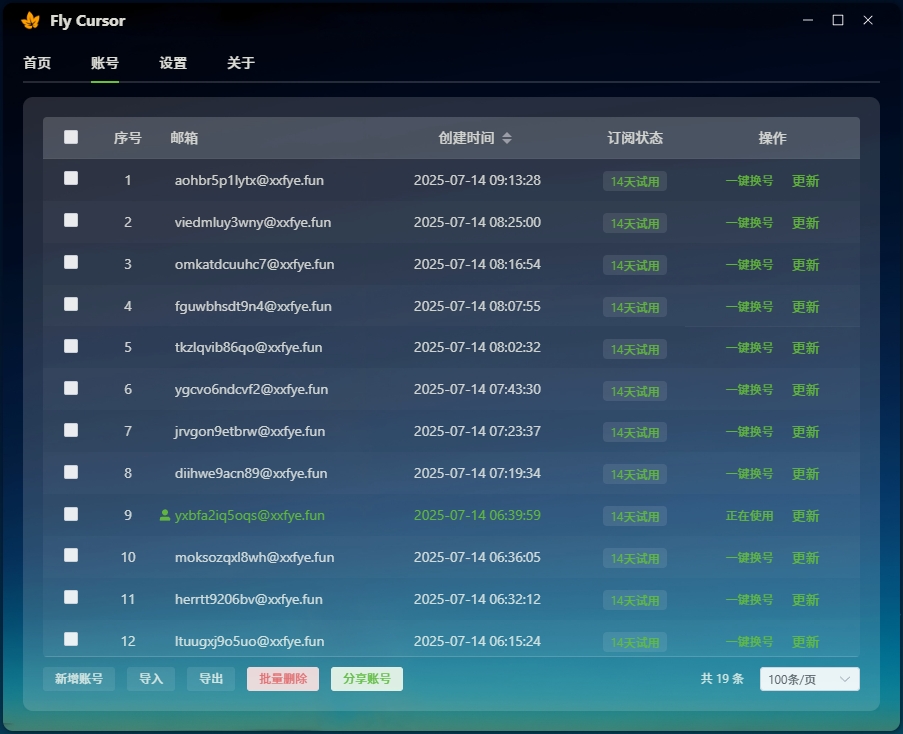 Fly Cursor
首页 账号 设置 关于
序号 邮箱 创建时间 订阅状态 操作
1 aohbr5p1lytx@xxfye.fun 2025-07-14 09:13:28 14天试用 一键换号 更新
2 viedmluy3wny@xxfye.fun 2025-07-14 08:25:00 14天试用 一键换号 更新
3 omkatdcuuhc7@xxfye.fun 2025-07-14 08:16:54 14天试用 一键换号 更新
4 fguwbhsdt9n4@xxfye.fun 2025-07-14 08:07:55 14天试用 一键换号 更新
5 tkzlqvib86qo@xxfye.fun 2025-07-14 08:02:32 14天试用 一键换号 更新
6 ygcvo6ndcvf2@xxfye.fun 2025-07-14 07:43:30 14天试用 一键换号 更新
7 jrvgon9etbrw@xxfye.fun 2025-07-14 07:23:37 14天试用 一键换号 更新
8 diihwe9acn89@xxfye.fun 2025-07-14 07:19:34 14天试用 一键换号 更新
9 yxbfa2iq5oqs@xxfye.fun 2025-07-14 06:39:59 14天试用 正在使用 更新
10 moksozqxl8wh@xxfye.fun 2025-07-14 06:36:05 14天试用 一键换号 更新
11 herrtt9206bv@xxfye.fun 2025-07-14 06:32:12 14天试用 一键换号 更新
12 ltuugxj9o5uo@xxfye.fun 2025-07-14 06:15:24 14天试用 一键换号 更新
新增账号 导入 导出 批量删除 分享账号 共 19 条 100条/页